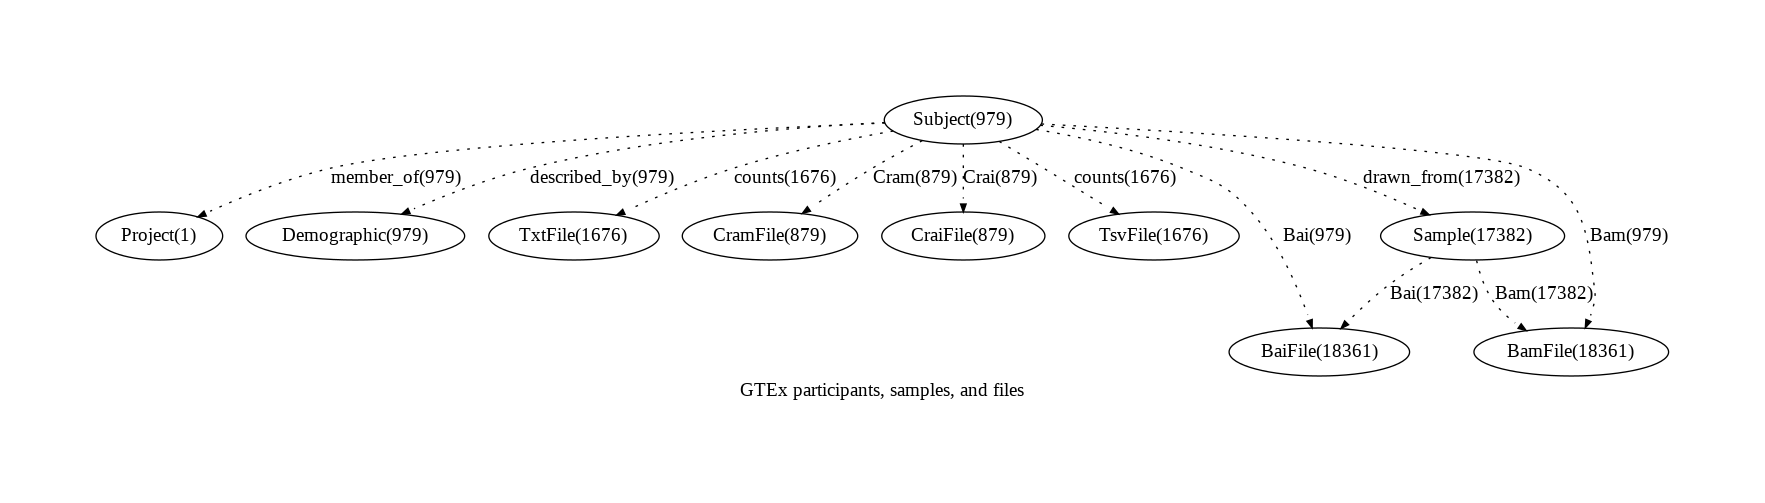 Subject(979)
member_of(979)
described_by(979)
counts(1676)
Cram(879)
Crai(879)
counts(1676)
drawn_from(17382)
Project(1)
Demographic(979)
TxtFile(1676)
CramFile(879)
CraiFile(879)
TsvFile(1676)
Bai(979)
Sample(17382)
Bam(979)
Bai(17382)
Bam(17382)
BaiFile(18361)
BamFile(18361)
GTEx participants, samples, and files